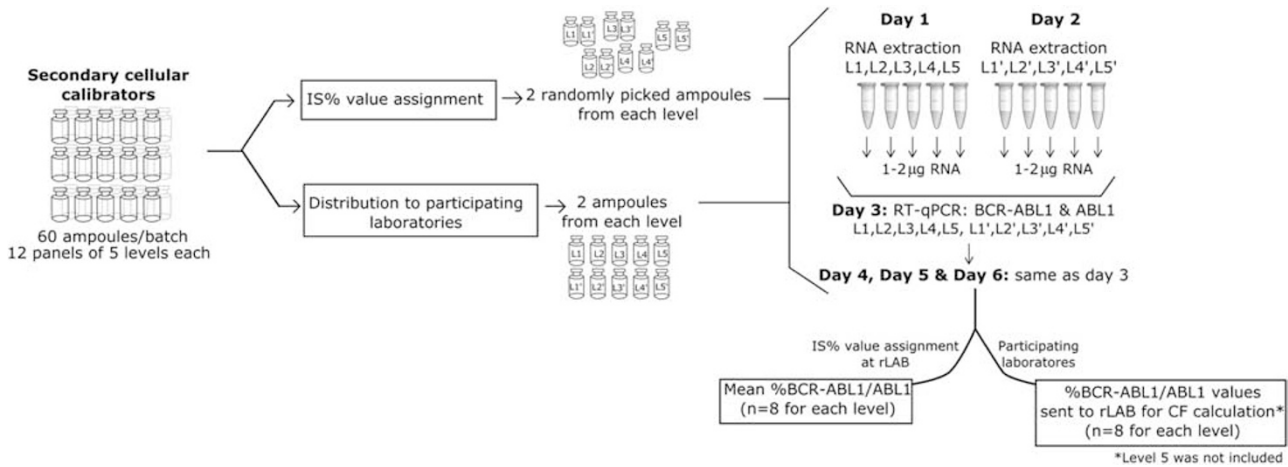 Secondary cellular
calibrators
60 ampoules/batch
12 panels of 5 levels each
IS% value assignment
Distribution to participating
laboratories
L1 L1' L3 L3' L5 L5'
L2 L2' L4 L4'
2 randomly picked ampoules
from each level
2 ampoules
from each level
L1 L2 L3 L4 L5
L1' L2' L3' L4' L5'
Day 1
RNA extraction
L1,L2,L3,L4,L5
Day 2
RNA extraction
L1',L2',L3',L4',L5'
1-2µg RNA
1-2µg RNA
Day 3: RT-qPCR: BCR-ABL1 & ABL1
L1,L2,L3,L4,L5, L1',L2',L3',L4',L5'
Day 4, Day 5 & Day 6: same as day 3
IS% value assignment
at rLAB
Participating
laboratores
Mean %BCR-ABL1/ABL1
(n=8 for each level)
%BCR-ABL1/ABL1 values
sent to rLAB for CF calculation*
(n=8 for each level)
*Level 5 was not included